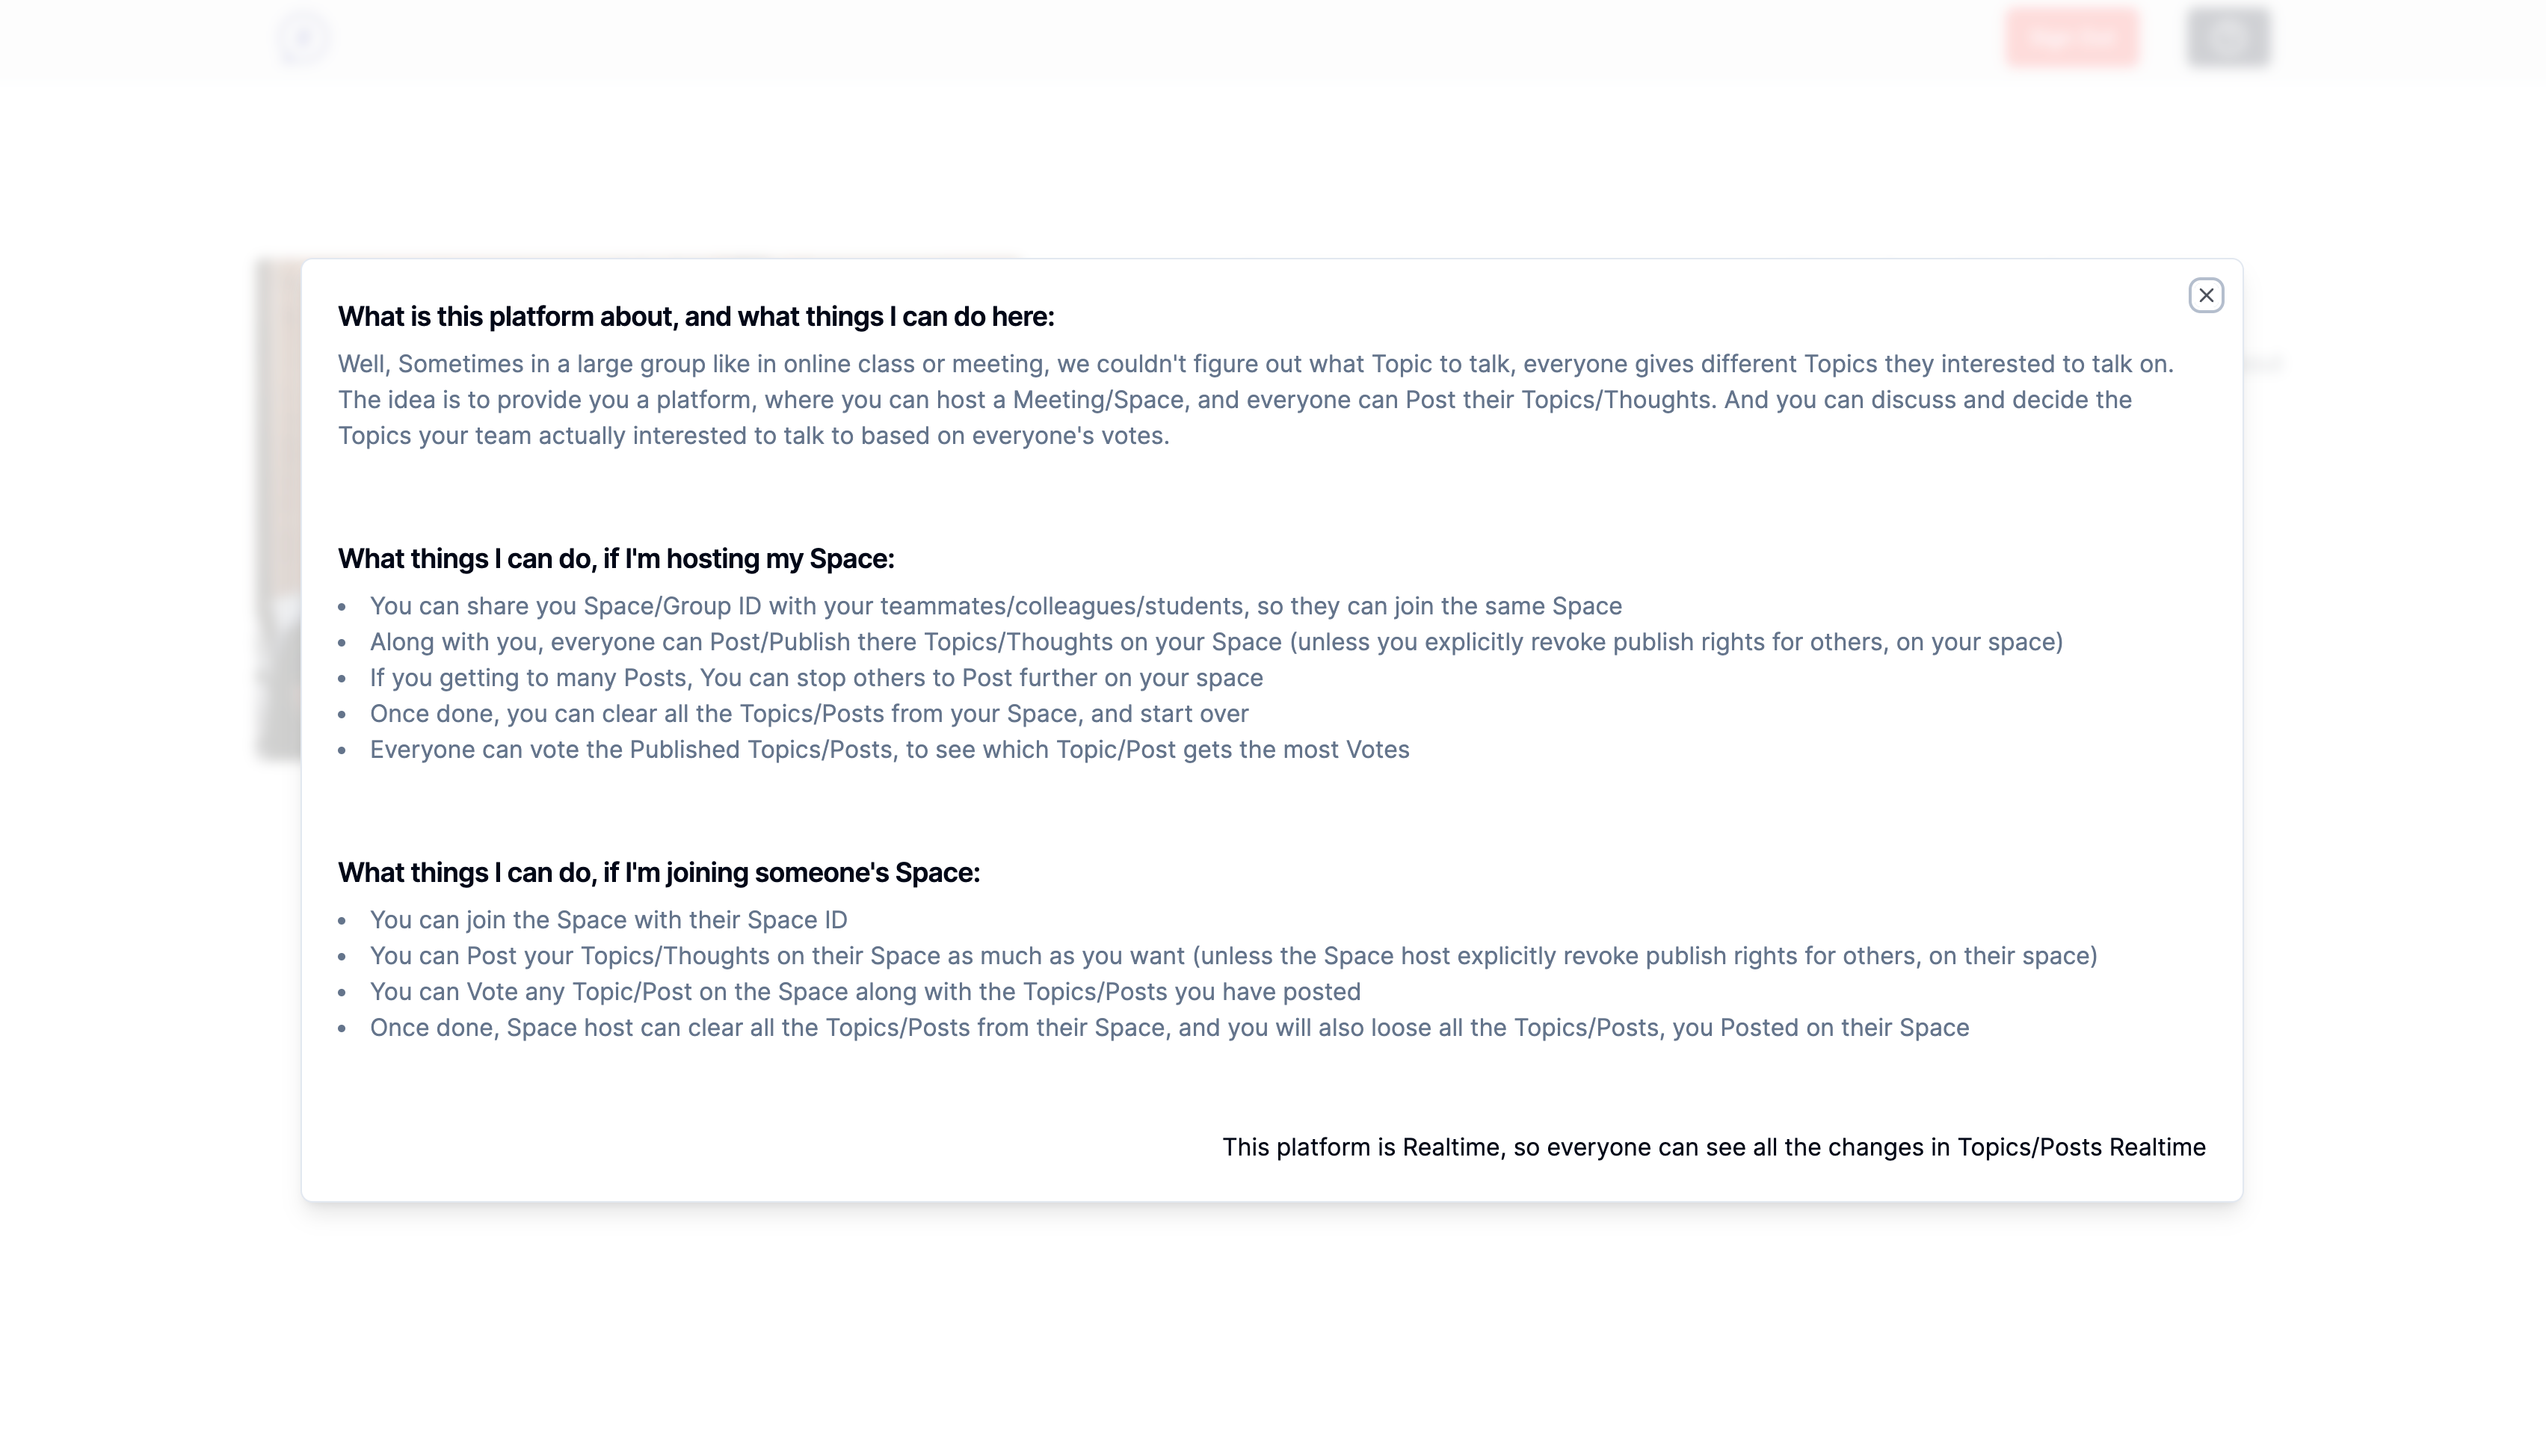 What is this platform about, and what things I can do here:
Well, Sometimes in a large group like in online class or meeting, we couldn't figure out what Topic to talk, everyone gives different Topics they interested to talk on.
The idea is to provide you a platform, where you can host a Meeting/Space, and everyone can Post their Topics/Thoughts. And you can discuss and decide the
Topics your team actually interested to talk to based on everyone's votes.
What things I can do, if I'm hosting my Space:
• You can share you Space/Group ID with your teammates/colleagues/students, so they can join the same Space
• Along with you, everyone can Post/Publish there Topics/Thoughts on your Space (unless you explicitly revoke publish rights for others, on your space)
• If you getting to many Posts, You can stop others to Post further on your space
• Once done, you can clear all the Topics/Posts from your Space, and start over
• Everyone can vote the Published Topics/Posts, to see which Topic/Post gets the most Votes
What things I can do, if I'm joining someone's Space:
• You can join the Space with their Space ID
• You can Post your Topics/Thoughts on their Space as much as you want (unless the Space host explicitly revoke publish rights for others, on their space)
• You can Vote any Topic/Post on the Space along with the Topics/Posts you have posted
• Once done, Space host can clear all the Topics/Posts from their Space, and you will also loose all the Topics/Posts, you Posted on their Space
This platform is Realtime, so everyone can see all the changes in Topics/Posts Realtime